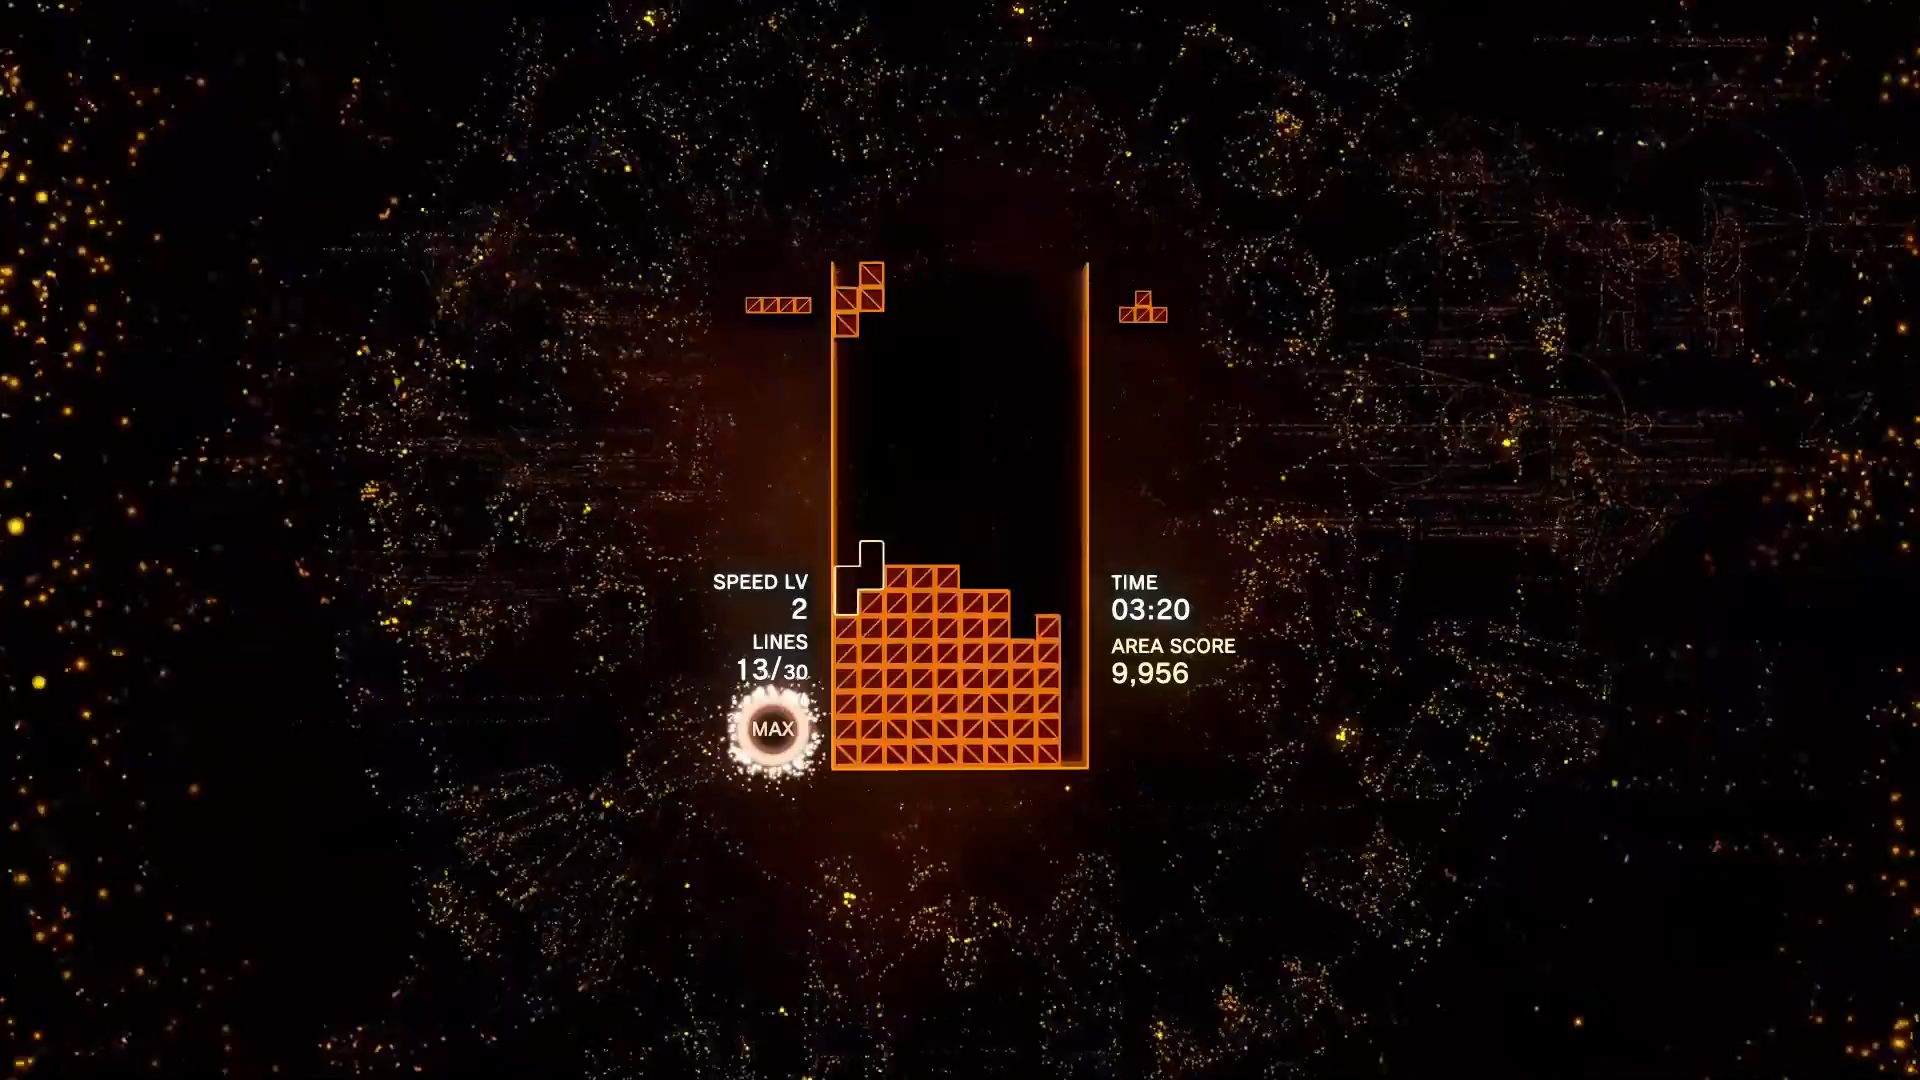 SPEED LV
2
LINES
13/30
MAX
TIME
03:20
AREA SCORE
9,956